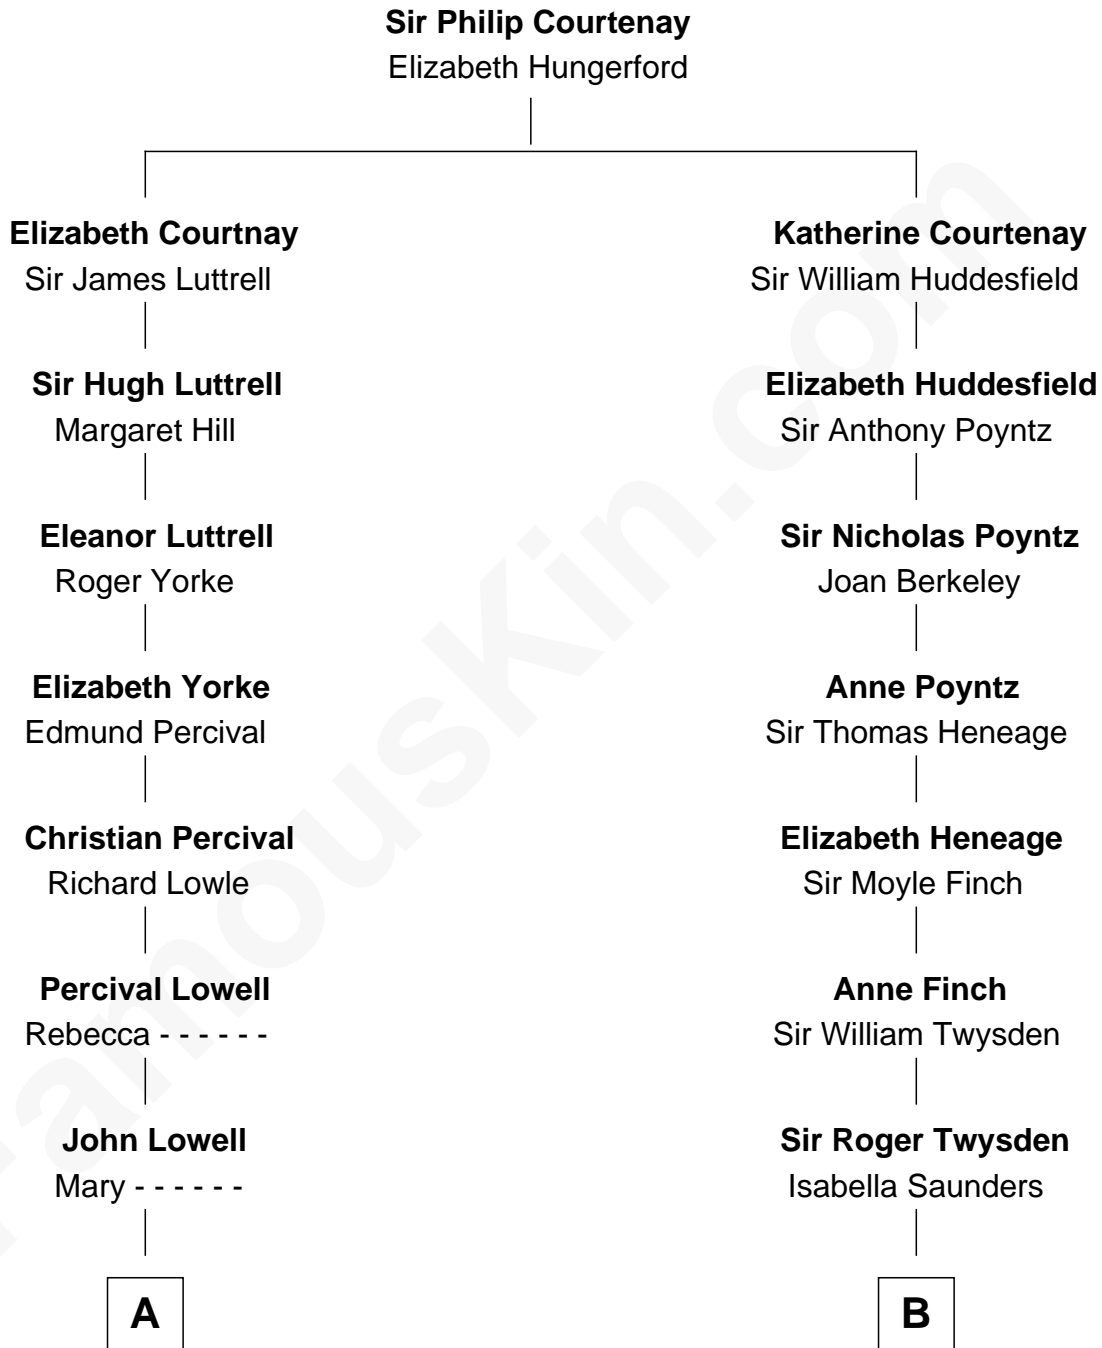 Sir Philip Courtenay
Elizabeth Hungerford
Elizabeth Courtnay
Sir James Luttrell
Katherine Courtenay
Sir William Huddesfield
Sir Hugh Luttrell
Margaret Hill
Elizabeth Huddesfield
Sir Anthony Poyntz
Eleanor Luttrell
Roger Yorke
Sir Nicholas Poyntz
Joan Berkeley
Elizabeth Yorke
Edmund Percival
Anne Poyntz
Sir Thomas Heneage
Christian Percival
Richard Lowle
Elizabeth Heneage
Sir Moyle Finch
Percival Lowell
Rebecca - - - - - -
Anne Finch
Sir William Twysden
John Lowell
Mary - - - - - -
Sir Roger Twysden
Isabella Saunders
A
B
FamousKin.com